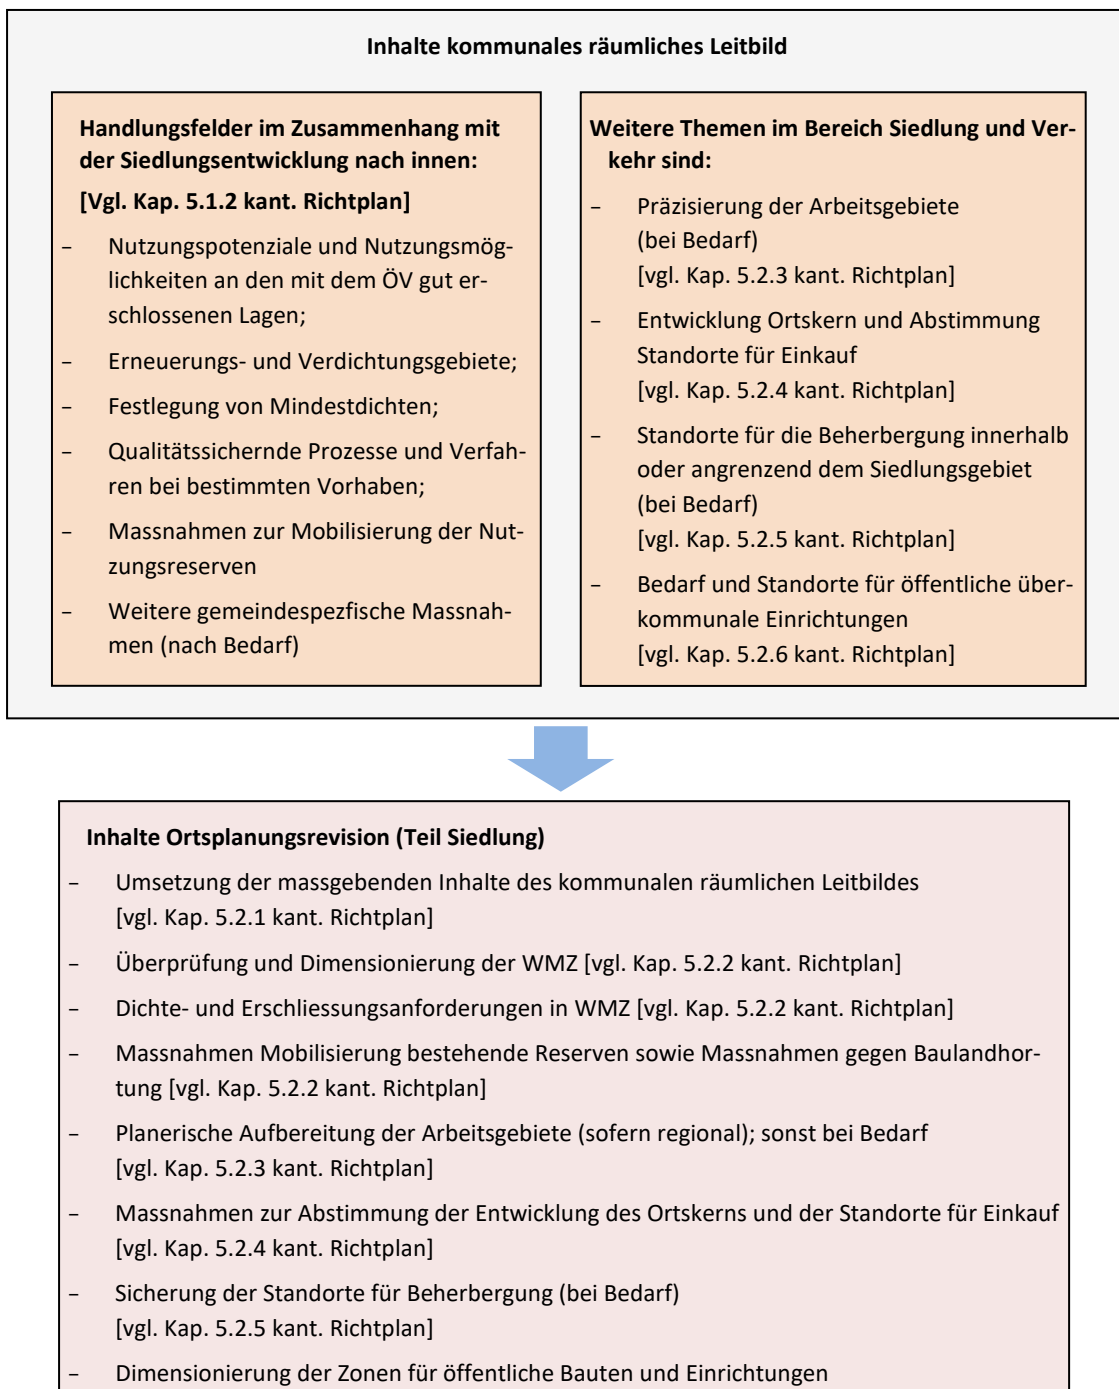 Inhalte kommunales räumliches Leitbild
Handlungsfelder im Zusammenhang mit
der Siedlungsentwicklung nach innen:
[Vgl. Kap. 5.1.2 kant. Richtplan]
– Nutzungspotenziale und Nutzungsmög-
lichkeiten an den mit dem ÖV gut er-
schlossenen Lagen;
– Erneuerungs- und Verdichtungsgebiete;
– Festlegung von Mindestdichten;
– Qualitätssichernde Prozesse und Verfah-
ren bei bestimmten Vorhaben;
– Massnahmen zur Mobilisierung der Nut-
zungsreserven
– Weitere gemeindespezfische Massnah-
men (nach Bedarf)
Weitere Themen im Bereich Siedlung und Ver-
kehr sind:
– Präzisierung der Arbeitsgebiete
(bei Bedarf)
[vgl. Kap. 5.2.3 kant. Richtplan]
– Entwicklung Ortskern und Abstimmung
Standorte für Einkauf
[vgl. Kap. 5.2.4 kant. Richtplan]
– Standorte für die Beherbergung innerhalb
oder angrenzend dem Siedlungsgebiet
(bei Bedarf)
[vgl. Kap. 5.2.5 kant. Richtplan]
– Bedarf und Standorte für öffentliche über-
kommunale Einrichtungen
[vgl. Kap. 5.2.6 kant. Richtplan]
Inhalte Ortsplanungsrevision (Teil Siedlung)
– Umsetzung der massgebenden Inhalte des kommunalen räumlichen Leitbildes
[vgl. Kap. 5.2.1 kant. Richtplan]
– Überprüfung und Dimensionierung der WMZ [vgl. Kap. 5.2.2 kant. Richtplan]
– Dichte- und Erschliessungsanforderungen in WMZ [vgl. Kap. 5.2.2 kant. Richtplan]
– Massnahmen Mobilisierung bestehende Reserven sowie Massnahmen gegen Baulandhor-
tung [vgl. Kap. 5.2.2 kant. Richtplan]
– Planerische Aufbereitung der Arbeitsgebiete (sofern regional); sonst bei Bedarf
[vgl. Kap. 5.2.3 kant. Richtplan]
– Massnahmen zur Abstimmung der Entwicklung des Ortskerns und der Standorte für Einkauf
[vgl. Kap. 5.2.4 kant. Richtplan]
– Sicherung der Standorte für Beherbergung (bei Bedarf)
[vgl. Kap. 5.2.5 kant. Richtplan]
– Dimensionierung der Zonen für öffentliche Bauten und Einrichtungen